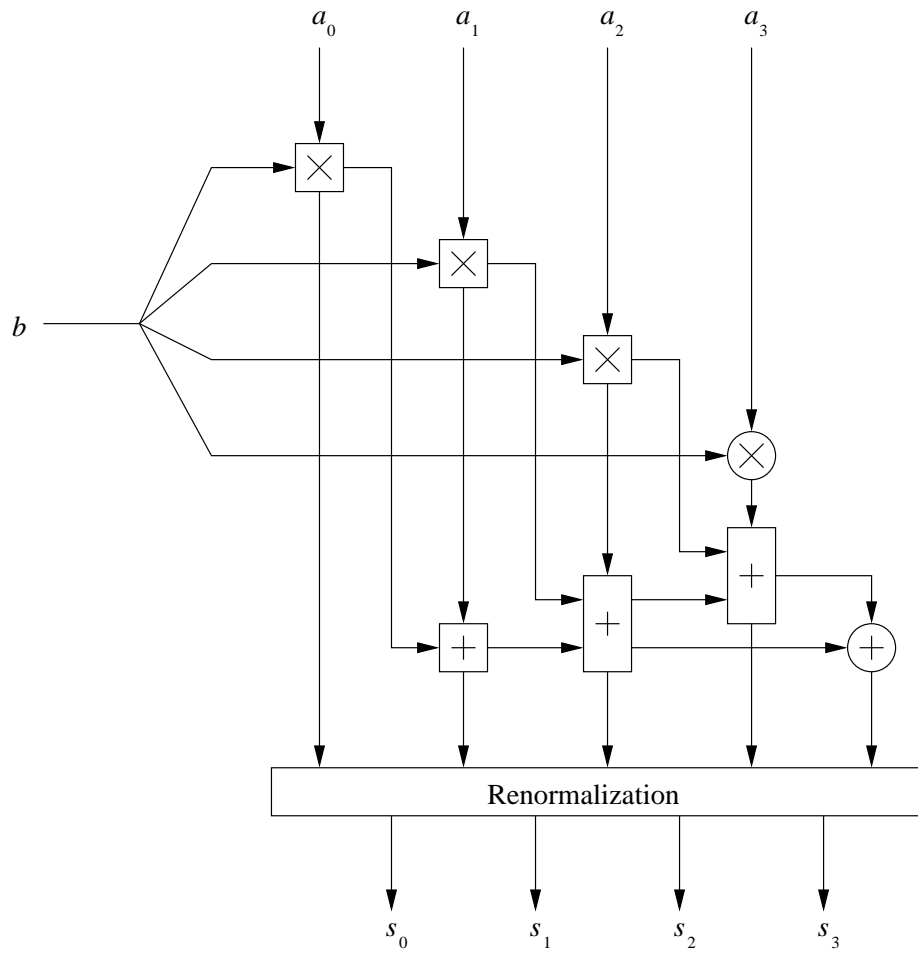 a₀ a₁ a₂ a₃
×
×
b
×
×
+
+
+ +
Renormalization
s₀ s₁ s₂ s₃